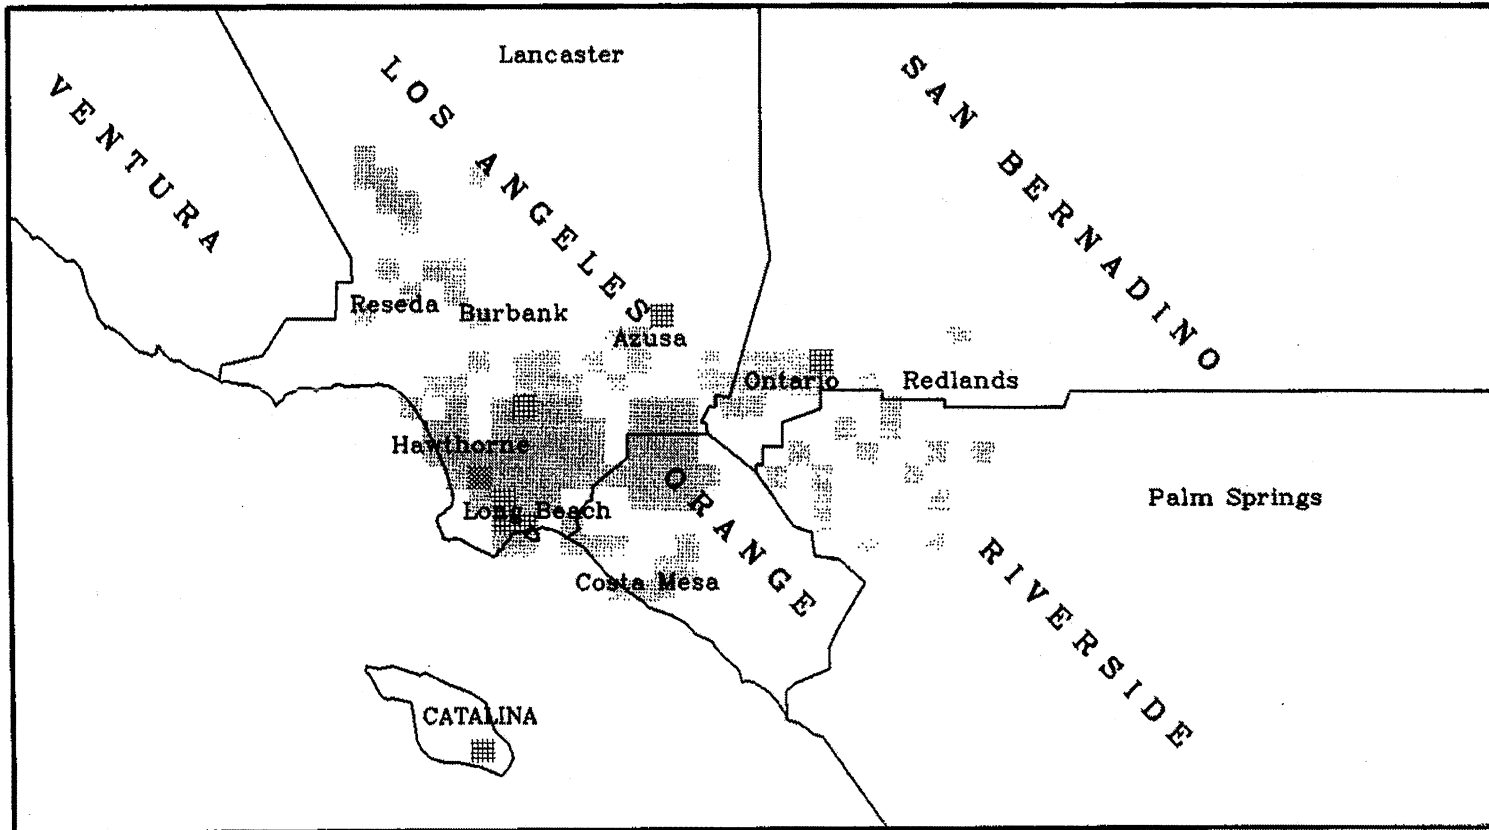 Lancaster
VENTURA
LOS ANGELES
SAN BERNADINO
Reseda
Burbank
Azusa
Ontario
Redlands
Hawthorne
ORANGE
Long Beach
Palm Springs
Costa Mesa
RIVERSIDE
CATALINA